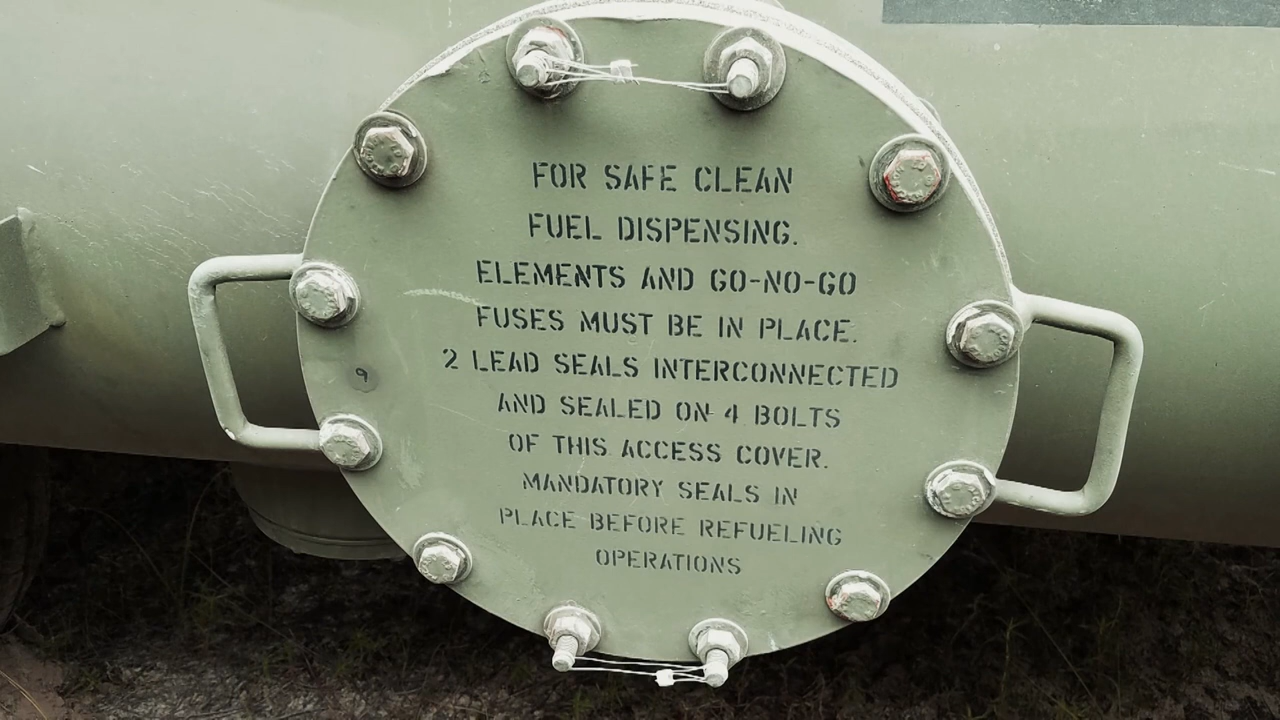 FOR SAFE CLEAN
FUEL DISPENSING.
ELEMENTS AND GO-NO-GO
FUSES MUST BE IN PLACE.
2 LEAD SEALS INTERCONNECTED
AND SEALED ON 4 BOLTS
OF THIS ACCESS COVER.
MANDATORY SEALS IN
PLACE BEFORE REFUELING
OPERATIONS
9